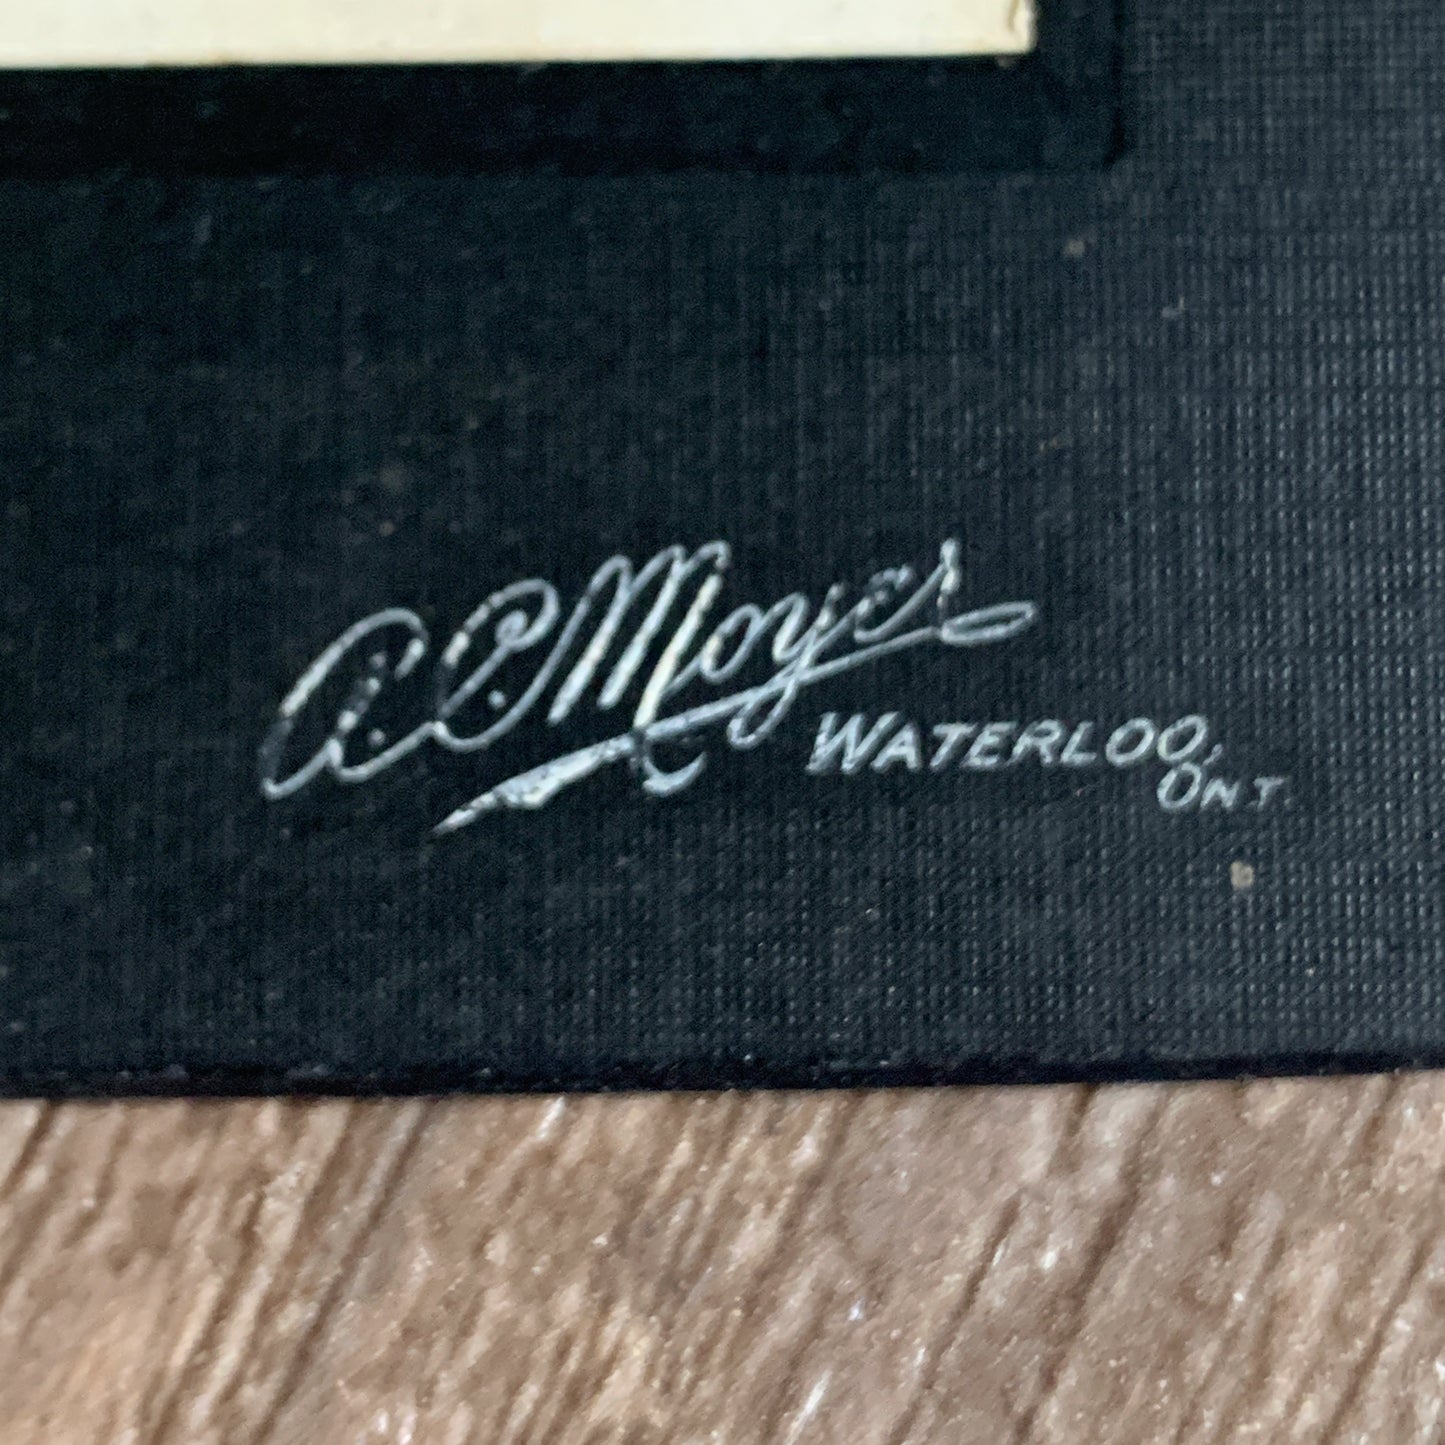 A. C. Moyer
WATERLOO,
ONT.